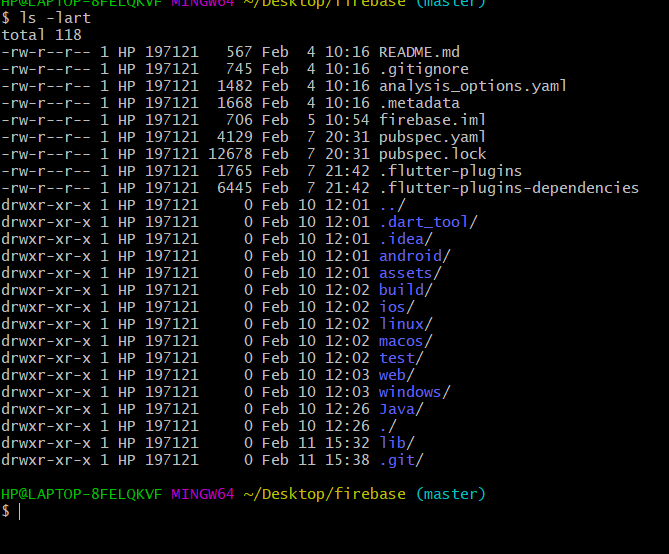 HP@LAPTOP-8FELQKVF MINGW64 ~/Desktop/firebase (master)
$ ls -lart
total 118
-rw-r--r-- 1 HP 197121   567 Feb  4 10:16 README.md
-rw-r--r-- 1 HP 197121   745 Feb  4 10:16 .gitignore
-rw-r--r-- 1 HP 197121  1482 Feb  4 10:16 analysis_options.yaml
-rw-r--r-- 1 HP 197121  1668 Feb  4 10:16 .metadata
-rw-r--r-- 1 HP 197121   706 Feb  5 10:54 firebase.iml
-rw-r--r-- 1 HP 197121  4129 Feb  7 20:31 pubspec.yaml
-rw-r--r-- 1 HP 197121 12678 Feb  7 20:31 pubspec.lock
-rw-r--r-- 1 HP 197121  1765 Feb  7 21:42 .flutter-plugins
-rw-r--r-- 1 HP 197121  6445 Feb  7 21:42 .flutter-plugins-dependencies
drwxr-xr-x 1 HP 197121     0 Feb 10 12:01 ../
drwxr-xr-x 1 HP 197121     0 Feb 10 12:01 .dart_tool/
drwxr-xr-x 1 HP 197121     0 Feb 10 12:01 .idea/
drwxr-xr-x 1 HP 197121     0 Feb 10 12:01 android/
drwxr-xr-x 1 HP 197121     0 Feb 10 12:01 assets/
drwxr-xr-x 1 HP 197121     0 Feb 10 12:02 build/
drwxr-xr-x 1 HP 197121     0 Feb 10 12:02 ios/
drwxr-xr-x 1 HP 197121     0 Feb 10 12:02 linux/
drwxr-xr-x 1 HP 197121     0 Feb 10 12:02 macos/
drwxr-xr-x 1 HP 197121     0 Feb 10 12:02 test/
drwxr-xr-x 1 HP 197121     0 Feb 10 12:03 web/
drwxr-xr-x 1 HP 197121     0 Feb 10 12:03 windows/
drwxr-xr-x 1 HP 197121     0 Feb 10 12:26 Java/
drwxr-xr-x 1 HP 197121     0 Feb 10 12:26 ./
drwxr-xr-x 1 HP 197121     0 Feb 11 15:32 lib/
drwxr-xr-x 1 HP 197121     0 Feb 11 15:38 .git/
HP@LAPTOP-8FELQKVF MINGW64 ~/Desktop/firebase (master)
$